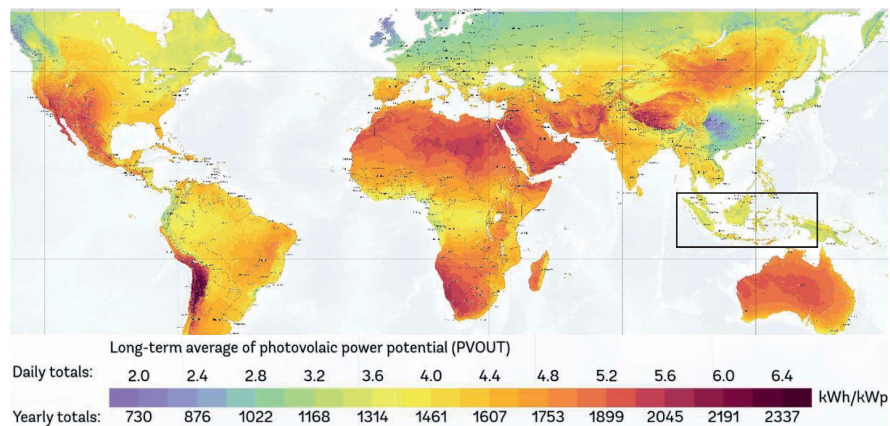 Long-term average of photovolaic power potential (PVOUT)
Daily totals: 2.0 2.4 2.8 3.2 3.6 4.0 4.4 4.8 5.2 5.6 6.0 6.4
kWh/kWp
Yearly totals: 730 876 1022 1168 1314 1461 1607 1753 1899 2045 2191 2337